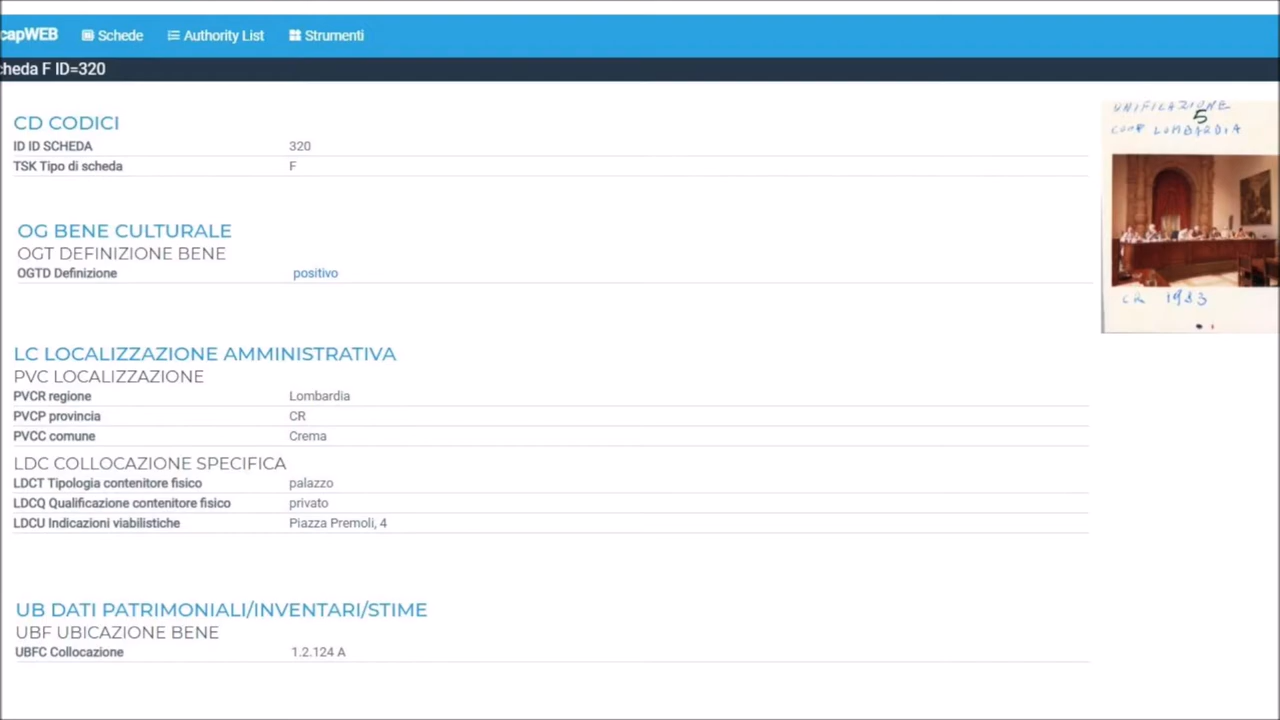 capWEB Schede Authority List Strumenti
cheda F ID=320
CD CODICI
ID ID SCHEDA 320
TSK Tipo di scheda F
OG BENE CULTURALE
OGT DEFINIZIONE BENE
OGTD Definizione positivo
LC LOCALIZZAZIONE AMMINISTRATIVA
PVC LOCALIZZAZIONE
PVCR regione Lombardia
PVCP provincia CR
PVCC comune Crema
LDC COLLOCAZIONE SPECIFICA
LDCT Tipologia contenitore fisico palazzo
LDCQ Qualificazione contenitore fisico privato
LDCU Indicazioni viabilistiche Piazza Premoli, 4
UB DATI PATRIMONIALI/INVENTARI/STIME
UBF UBICAZIONE BENE
UBFC Collocazione 1.2.124 A
UNIFICAZIONE
5
COOP LOMBARDIA
CR 1983